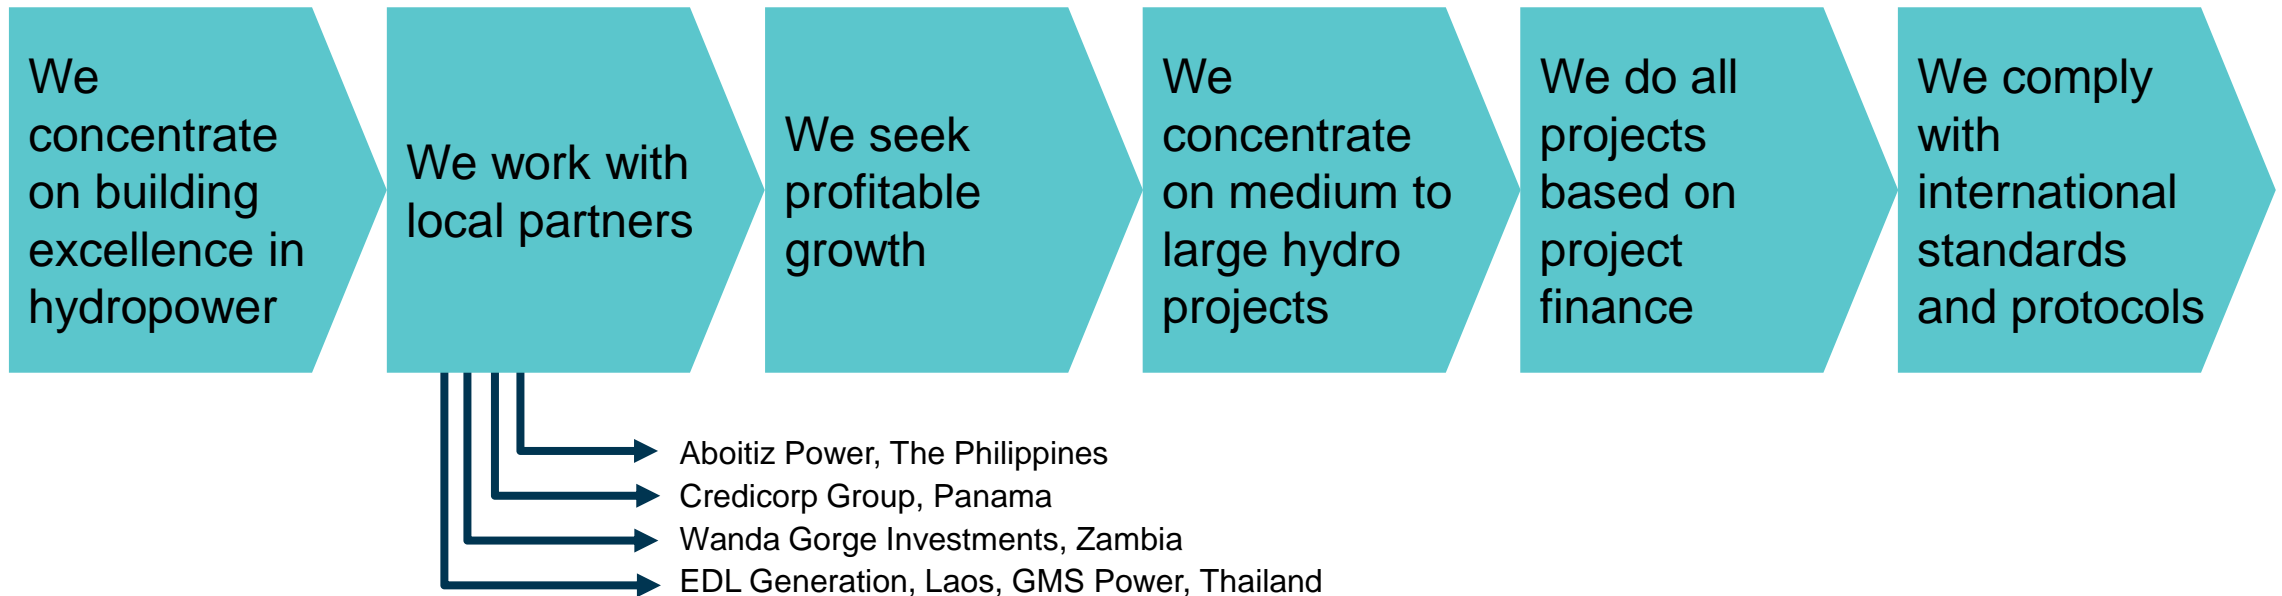 We
concentrate
on building
excellence in
hydropower
We work with
local partners
We seek
profitable
growth
We
concentrate
on medium to
large hydro
projects
We do all
projects
based on
project
finance
We comply
with
international
standards
and protocols
Aboitiz Power, The Philippines
Credicorp Group, Panama
Wanda Gorge Investments, Zambia
EDL Generation, Laos, GMS Power, Thailand